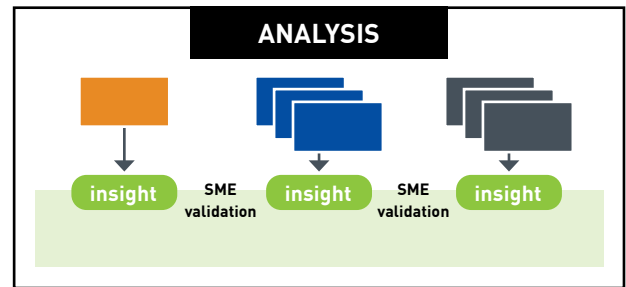 ANALYSIS
insight
SME
validation
insight
SME
validation
insight